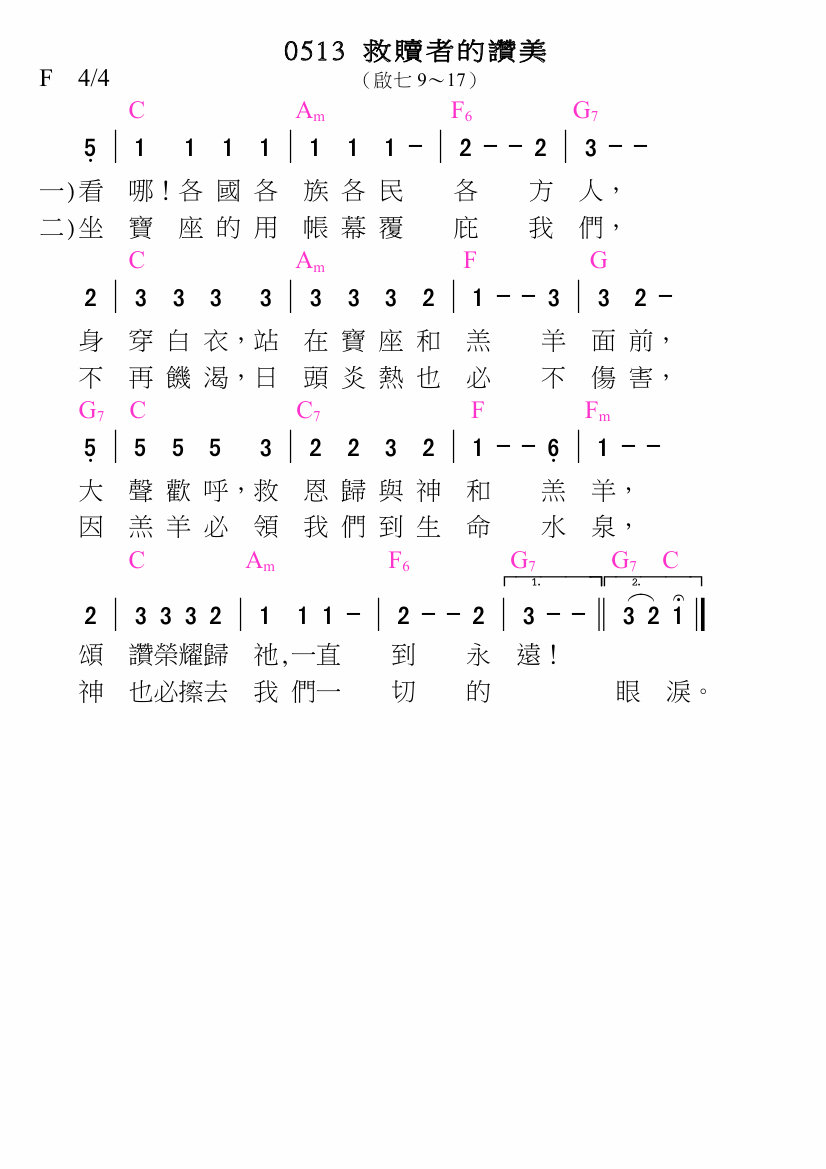 0513 救贖者的讚美
F 4/4 （啟七 9～17）
C Am F6 G7
5̣ | 1 1 1 1 | 1 1 1 - | 2 - - 2 | 3 - -
一)看 哪！各 國 各 族 各 民 各 方 人，
二)坐 寶 座 的 用 帳 幕 覆 庇 我 們，
C Am F G
2 | 3 3 3 3 | 3 3 3 2 | 1 - - 3 | 3 2 -
身 穿 白 衣，站 在 寶 座 和 羔 羊 面 前，
不 再 饑 渴，日 頭 炎 熱 也 必 不 傷 害，
G7 C C7 F Fm
5̣ | 5 5 5 3 | 2 2 3 2 | 1 - - 6̣ | 1 - -
大 聲 歡 呼，救 恩 歸 與 神 和 羔 羊，
因 羔 羊 必 領 我 們 到 生 命 水 泉，
C Am F6 G7 G7 C
1. 2.
2 | 3 3 3 2 | 1 1 1 - | 2 - - 2 | 3 - - || 3 2 1 ||
頌 讚榮耀歸 祂,一直 到 永 遠！
神 也必擦去 我 們一 切 的 眼 淚。